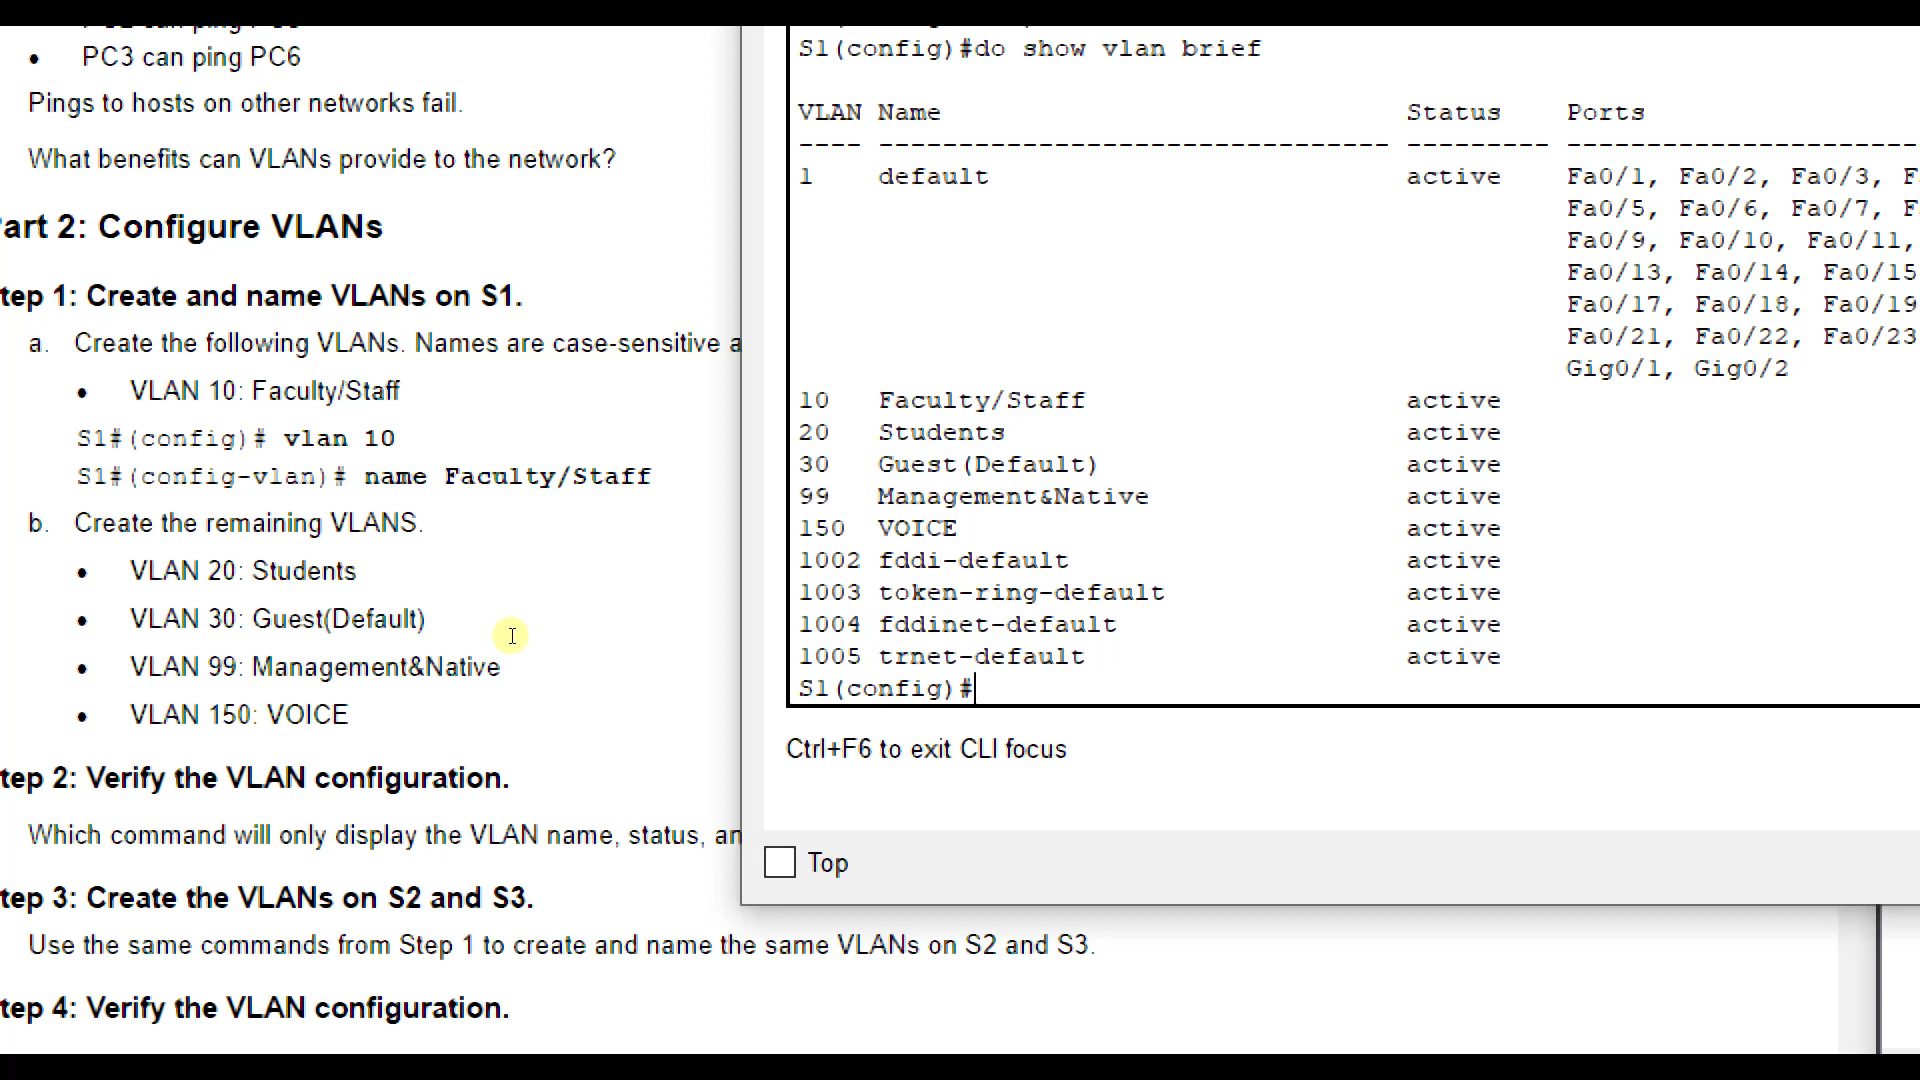 PC3 can ping PC6
Pings to hosts on other networks fail.
What benefits can VLANs provide to the network?
art 2: Configure VLANs
tep 1: Create and name VLANs on S1.
a. Create the following VLANs. Names are case-sensitive a
VLAN 10: Faculty/Staff
S1#(config)# vlan 10
S1#(config-vlan)# name Faculty/Staff
b. Create the remaining VLANS.
VLAN 20: Students
VLAN 30: Guest(Default)
VLAN 99: Management&Native
VLAN 150: VOICE
tep 2: Verify the VLAN configuration.
Which command will only display the VLAN name, status, an
tep 3: Create the VLANs on S2 and S3.
Use the same commands from Step 1 to create and name the same VLANs on S2 and S3.
tep 4: Verify the VLAN configuration.
S1(config)#do show vlan brief
VLAN Name Status Ports
---- -------------------------------- --------- ----------------------
1 default active Fa0/1, Fa0/2, Fa0/3, F
Fa0/5, Fa0/6, Fa0/7, F
Fa0/9, Fa0/10, Fa0/11,
Fa0/13, Fa0/14, Fa0/15
Fa0/17, Fa0/18, Fa0/19
Fa0/21, Fa0/22, Fa0/23
Gig0/1, Gig0/2
10 Faculty/Staff active
20 Students active
30 Guest(Default) active
99 Management&Native active
150 VOICE active
1002 fddi-default active
1003 token-ring-default active
1004 fddinet-default active
1005 trnet-default active
S1(config)#
Ctrl+F6 to exit CLI focus
Top